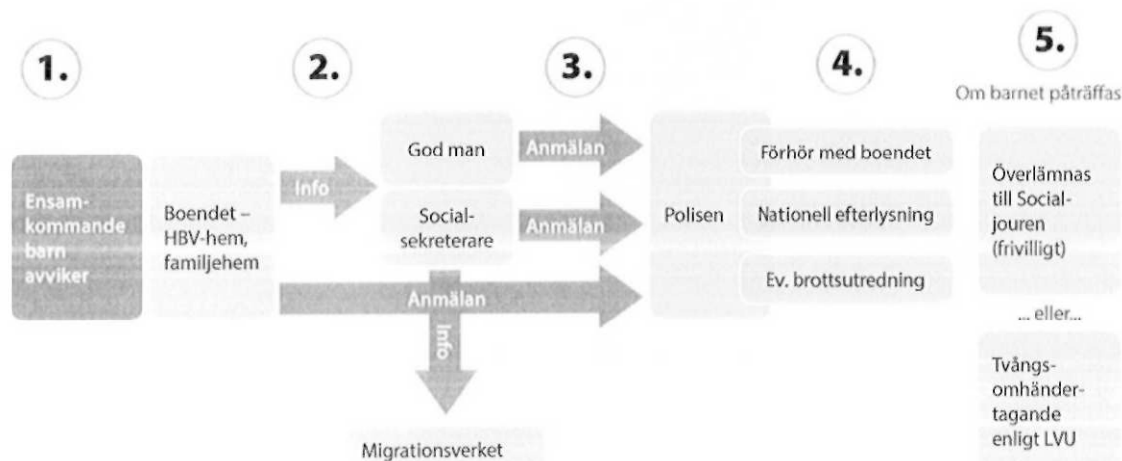 1.
2.
3.
4.
5.
Om barnet påträffas
Ensam-
kommande
barn
avviker
Boendet –
HBV-hem,
familjehem
Info
God man
Social-
sekreterare
Anmälan
Anmälan
Anmälan
Info
Migrationsverket
Polisen
Förhör med boendet
Nationell efterlysning
Ev. brottsutredning
Överlämnas
till Social-
jouren
(frivilligt)
... eller...
Tvångs-
omhänder-
tagande
enligt LVU